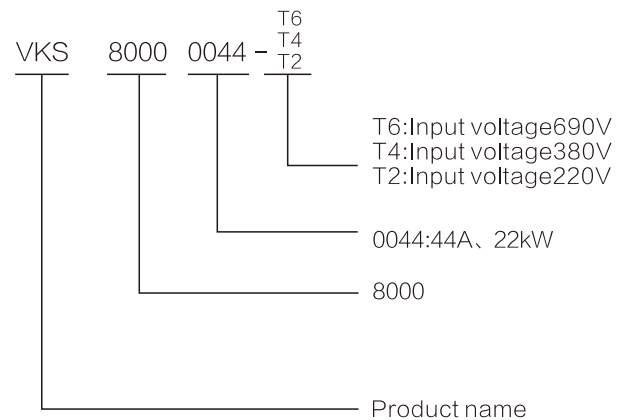 T6
T4
VKS 8000 0044 - T2
T6:Input voltage690V
T4:Input voltage380V
T2:Input voltage220V
0044:44A、22kW
8000
Product name